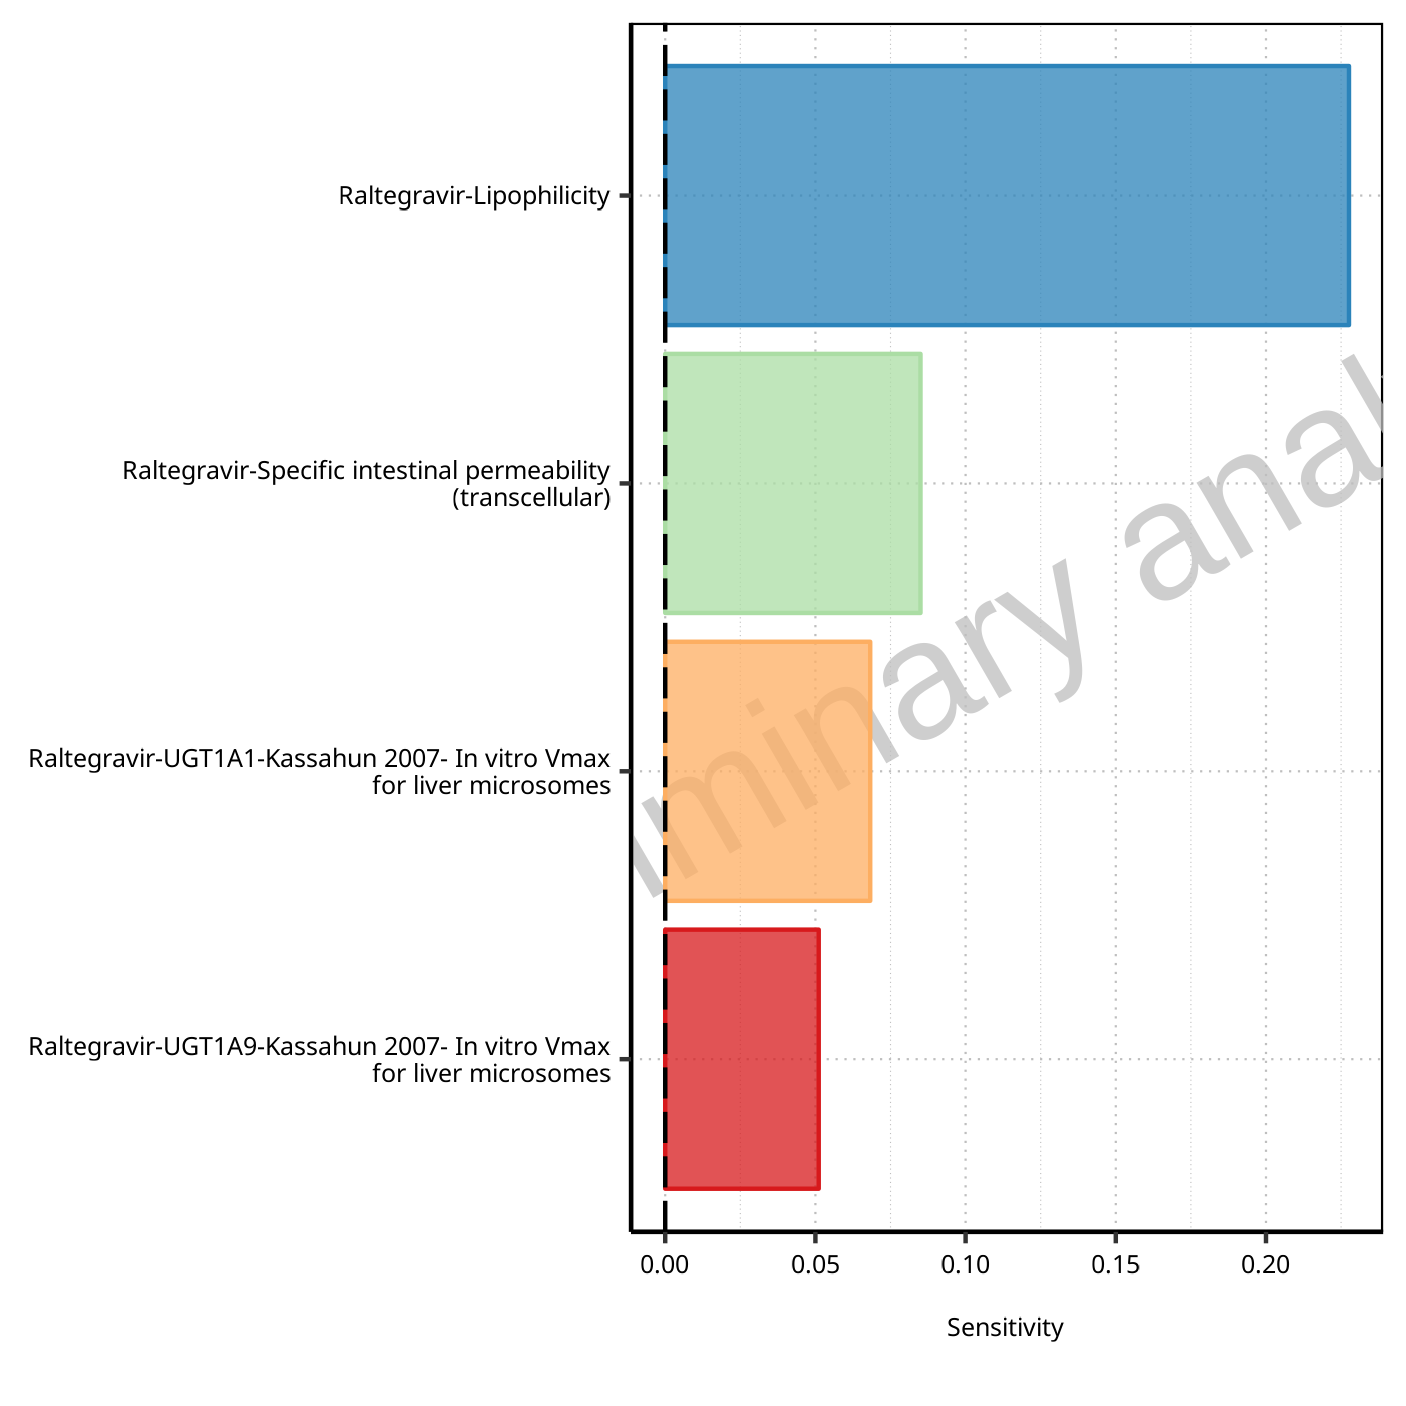 Raltegravir-Lipophilicity
Raltegravir-Specific intestinal permeability
(transcellular)
Raltegravir-UGT1A1-Kassahun 2007- In vitro Vmax
for liver microsomes
Raltegravir-UGT1A9-Kassahun 2007- In vitro Vmax
for liver microsomes
minary anal
0.00 0.05 0.10 0.15 0.20
Sensitivity